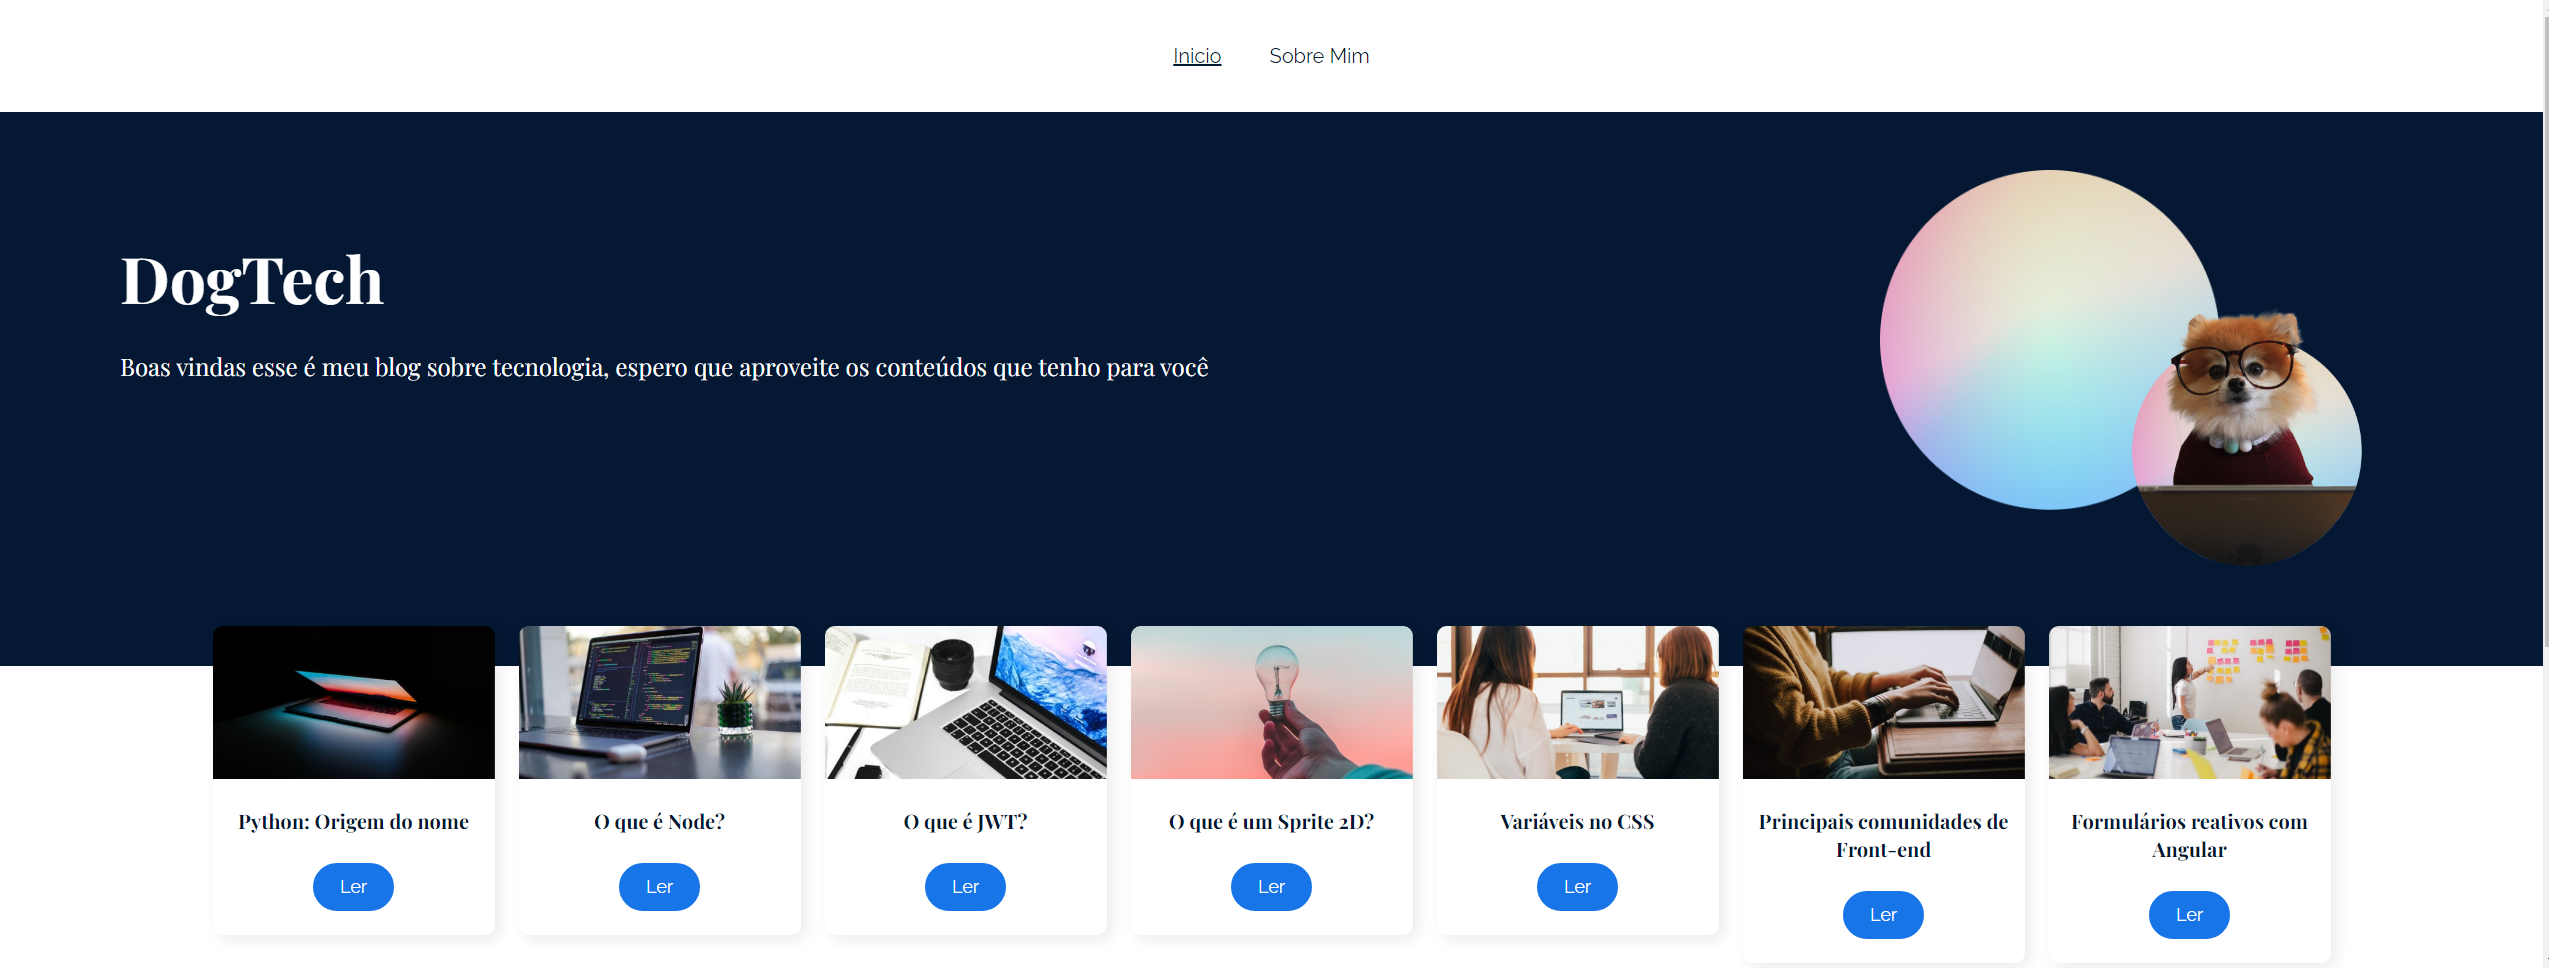 Inicio
Sobre Mim
DogTech
Boas vindas esse é meu blog sobre tecnologia, espero que aproveite os conteúdos que tenho para você
Python: Origem do nome
Ler
O que é Node?
Ler
O que é JWT?
Ler
O que é um Sprite 2D?
Ler
Variáveis no CSS
Ler
Principais comunidades de
Front-end
Ler
Formulários reativos com
Angular
Ler